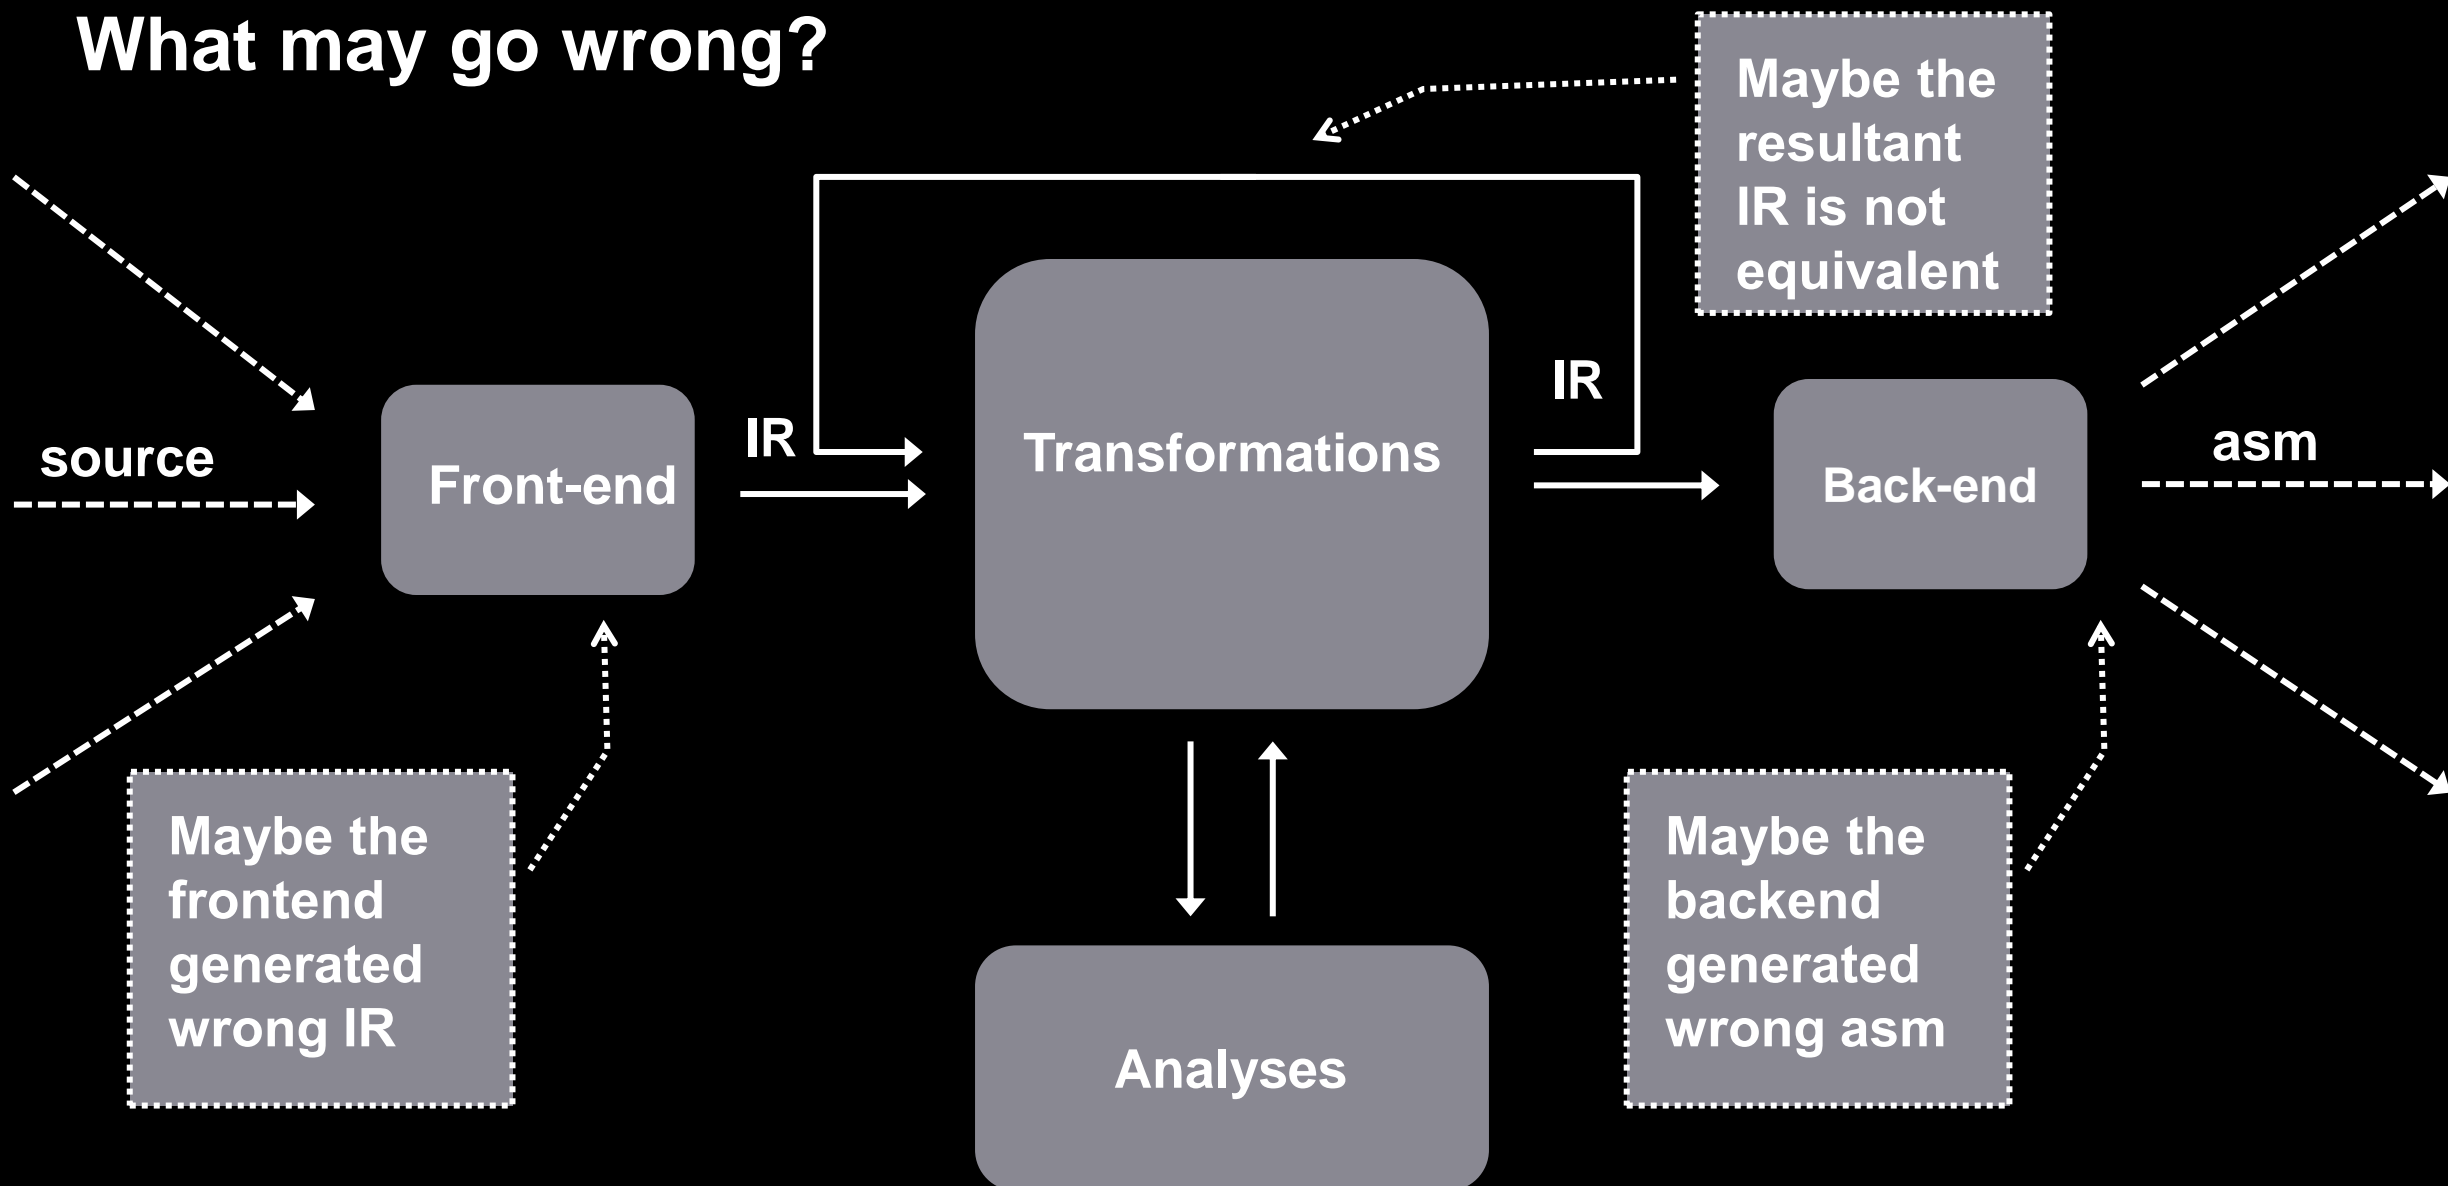 What may go wrong?
Maybe the
resultant
IR is not
equivalent
source
Front-end
IR
Transformations
IR
Back-end
asm
Maybe the
frontend
generated
wrong IR
Analyses
Maybe the
backend
generated
wrong asm